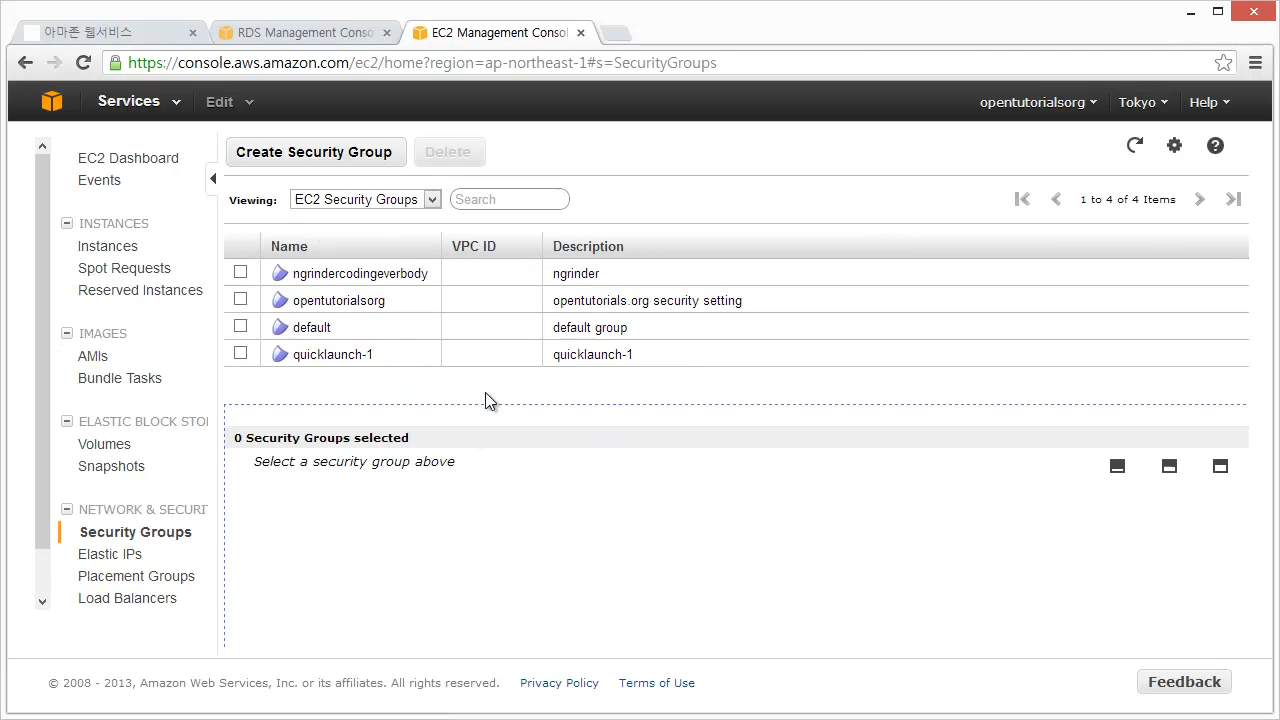 아마존 웹서비스
RDS Management Conso
EC2 Management Consol
https://console.aws.amazon.com/ec2/home?region=ap-northeast-1#s=SecurityGroups
Services Edit opentutorialsorg Tokyo Help
EC2 Dashboard
Events
INSTANCES
Instances
Spot Requests
Reserved Instances
IMAGES
AMIs
Bundle Tasks
ELASTIC BLOCK STO
Volumes
Snapshots
NETWORK & SECURIT
Security Groups
Elastic IPs
Placement Groups
Load Balancers
Create Security Group Delete
Viewing: EC2 Security Groups Search 1 to 4 of 4 Items
Name VPC ID Description
ngrindercodingeverbody ngrinder
opentutorialsorg opentutorials.org security setting
default default group
quicklaunch-1 quicklaunch-1
0 Security Groups selected
Select a security group above
© 2008 - 2013, Amazon Web Services, Inc. or its affiliates. All rights reserved. Privacy Policy Terms of Use Feedback